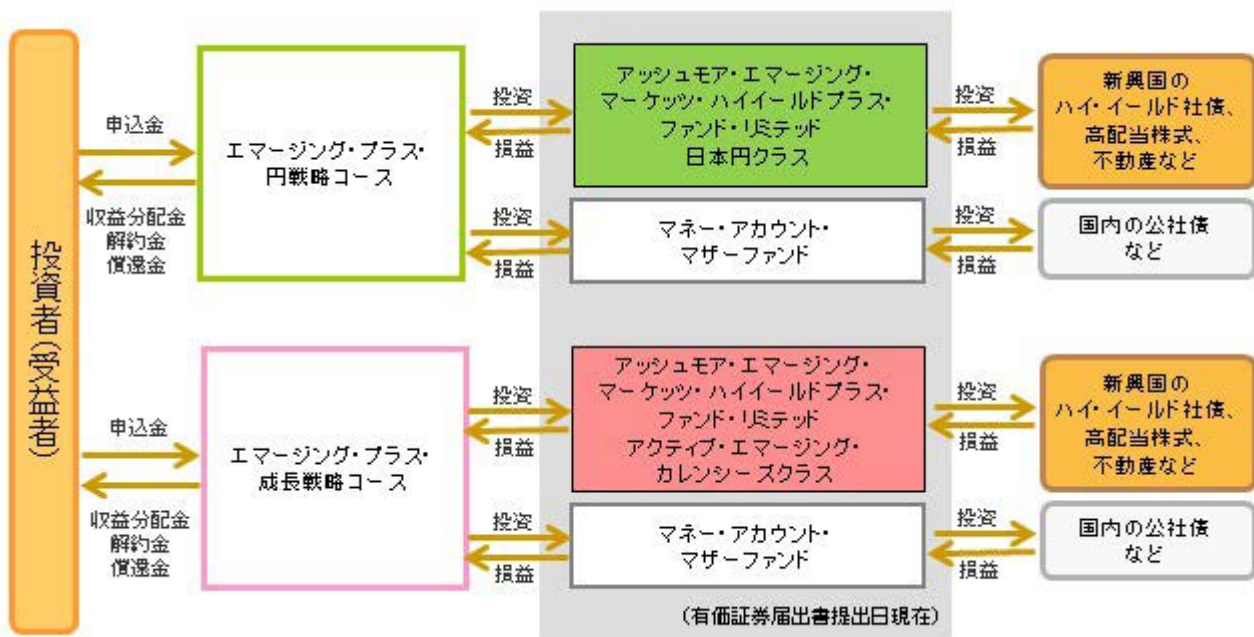 投資者(受益者)
申込金
収益分配金
解約金
償還金
エマージング・プラス・
円戦略コース
投資
損益
投資
損益
アッシュモア・エマージング・
マーケッツ・ハイイールドプラス・
ファンド・リミテッド
日本円クラス
マネー・アカウント・
マザーファンド
投資
損益
投資
損益
新興国の
ハイ・イールド社債、
高配当株式、
不動産など
国内の公社債
など
申込金
収益分配金
解約金
償還金
エマージング・プラス・
成長戦略コース
投資
損益
投資
損益
アッシュモア・エマージング・
マーケッツ・ハイイールドプラス・
ファンド・リミテッド
アクティブ・エマージング・
カレンシーズクラス
マネー・アカウント・
マザーファンド
投資
損益
投資
損益
新興国の
ハイ・イールド社債、
高配当株式、
不動産など
国内の公社債
など
(有価証券届出書提出日現在)